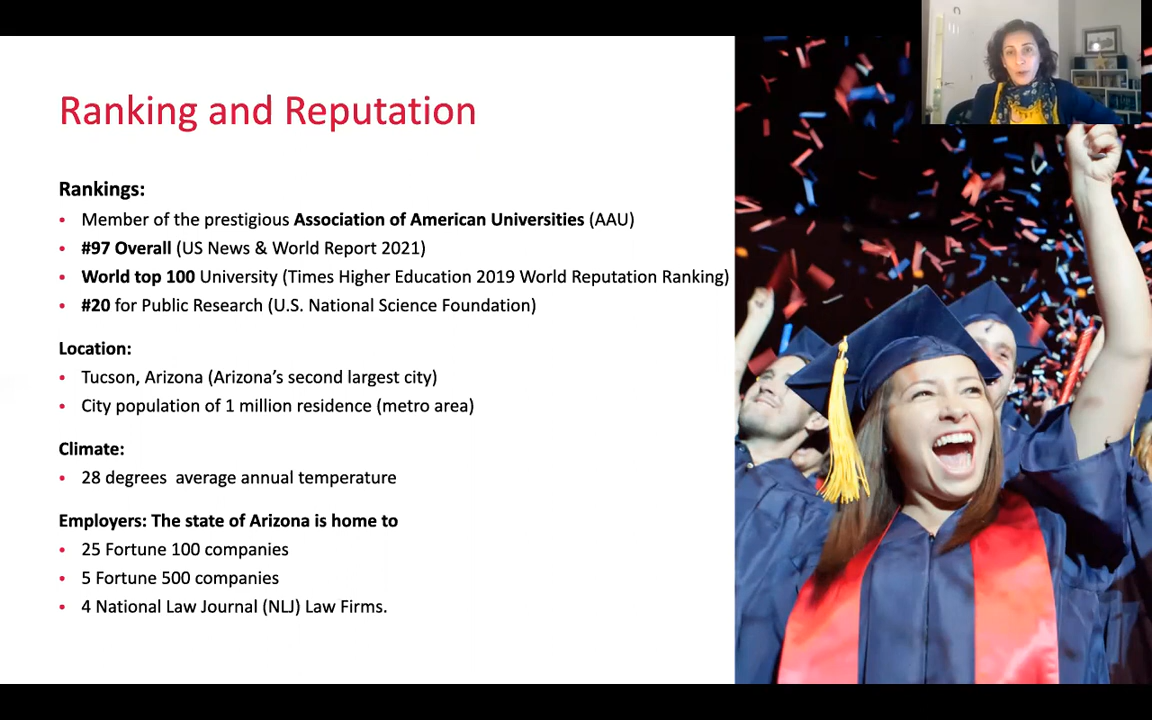 Ranking and Reputation
Rankings:
• Member of the prestigious Association of American Universities (AAU)
• #97 Overall (US News & World Report 2021)
• World top 100 University (Times Higher Education 2019 World Reputation Ranking)
• #20 for Public Research (U.S. National Science Foundation)
Location:
• Tucson, Arizona (Arizona’s second largest city)
• City population of 1 million residence (metro area)
Climate:
• 28 degrees  average annual temperature
Employers: The state of Arizona is home to
• 25 Fortune 100 companies
• 5 Fortune 500 companies
• 4 National Law Journal (NLJ) Law Firms.